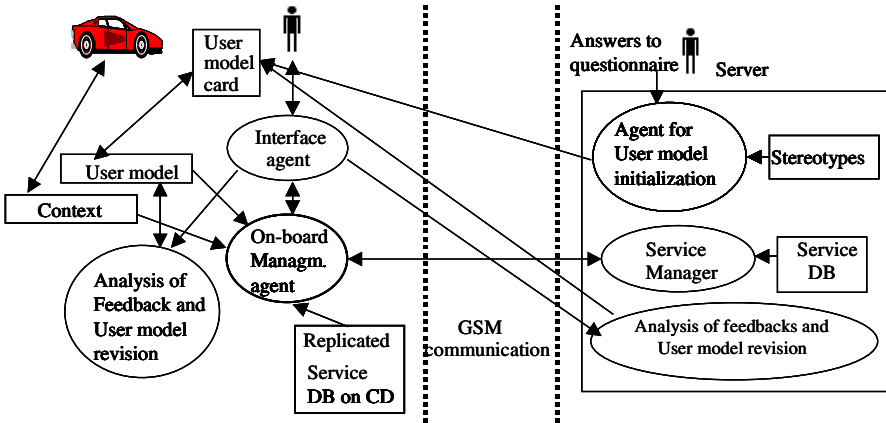 User
model
card
Answers to
questionnaire
Server
Interface
agent
Agent for
User model
initialization
Stereotypes
User model
Context
On-board
Managm.
agent
Service
Manager
Service
DB
Analysis of
Feedback and
User model
revision
GSM
communication
Analysis of feedbacks and
User model revision
Replicated
Service
DB on CD